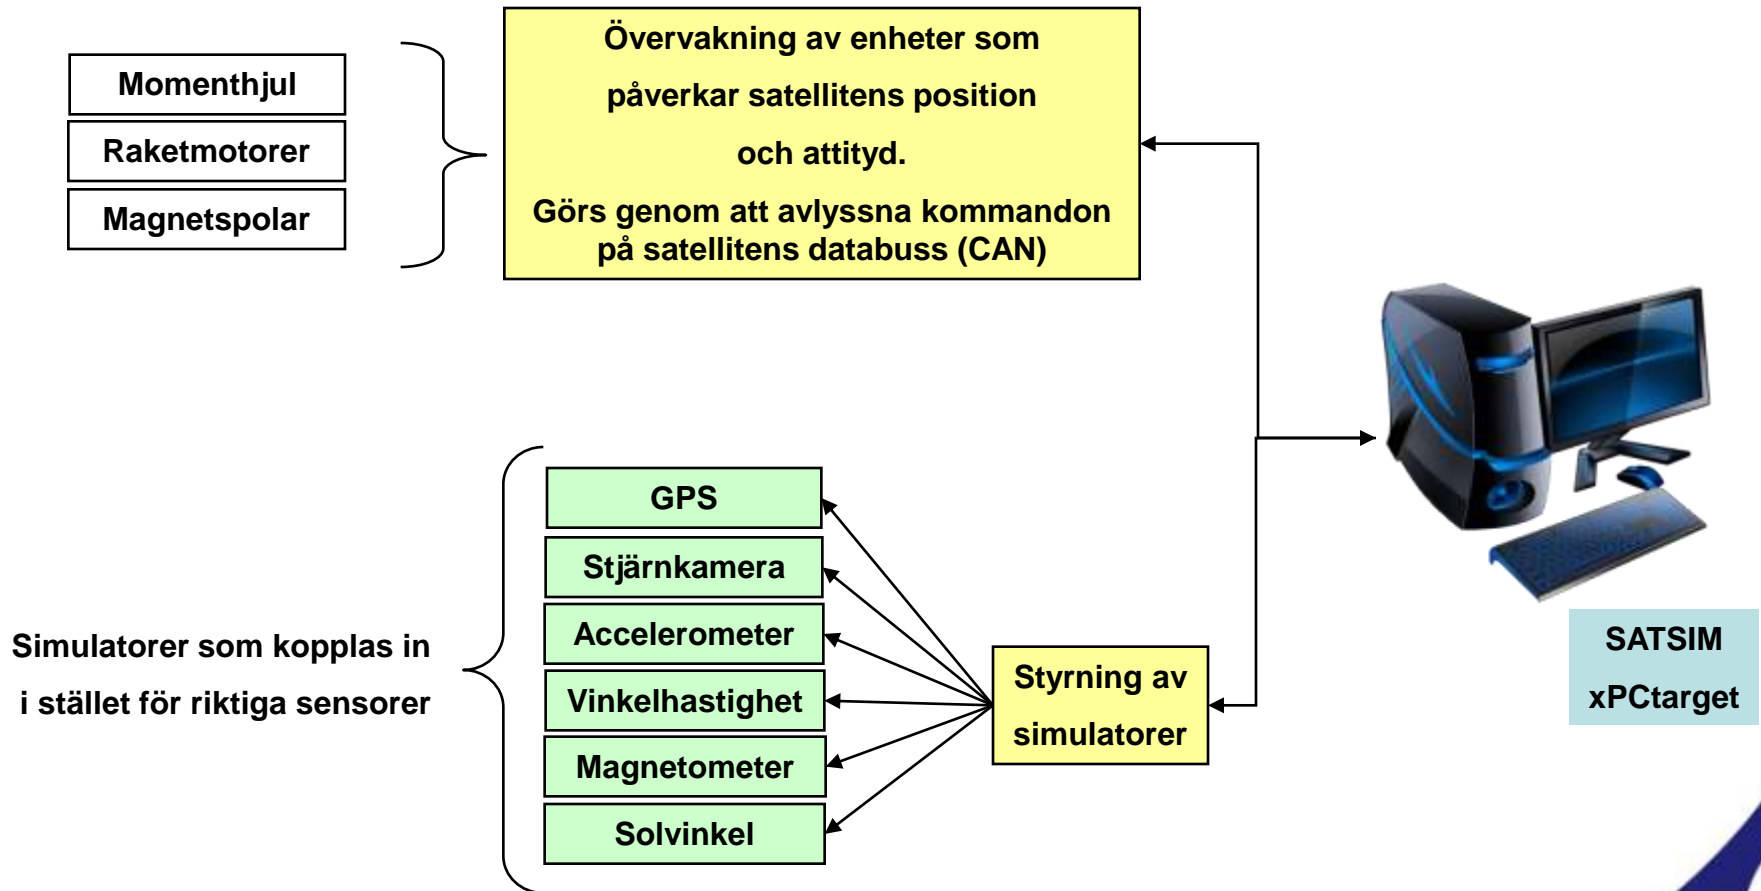 Momenthjul
Raketmotorer
Magnetspolar
Övervakning av enheter som
påverkar satellitens position
och attityd.
Görs genom att avlyssna kommandon
på satellitens databuss (CAN)
Simulatorer som kopplas in
i stället för riktiga sensorer
GPS
Stjärnkamera
Accelerometer
Vinkelhastighet
Magnetometer
Solvinkel
Styrning av
simulatorer
SATSIM
xPCtarget